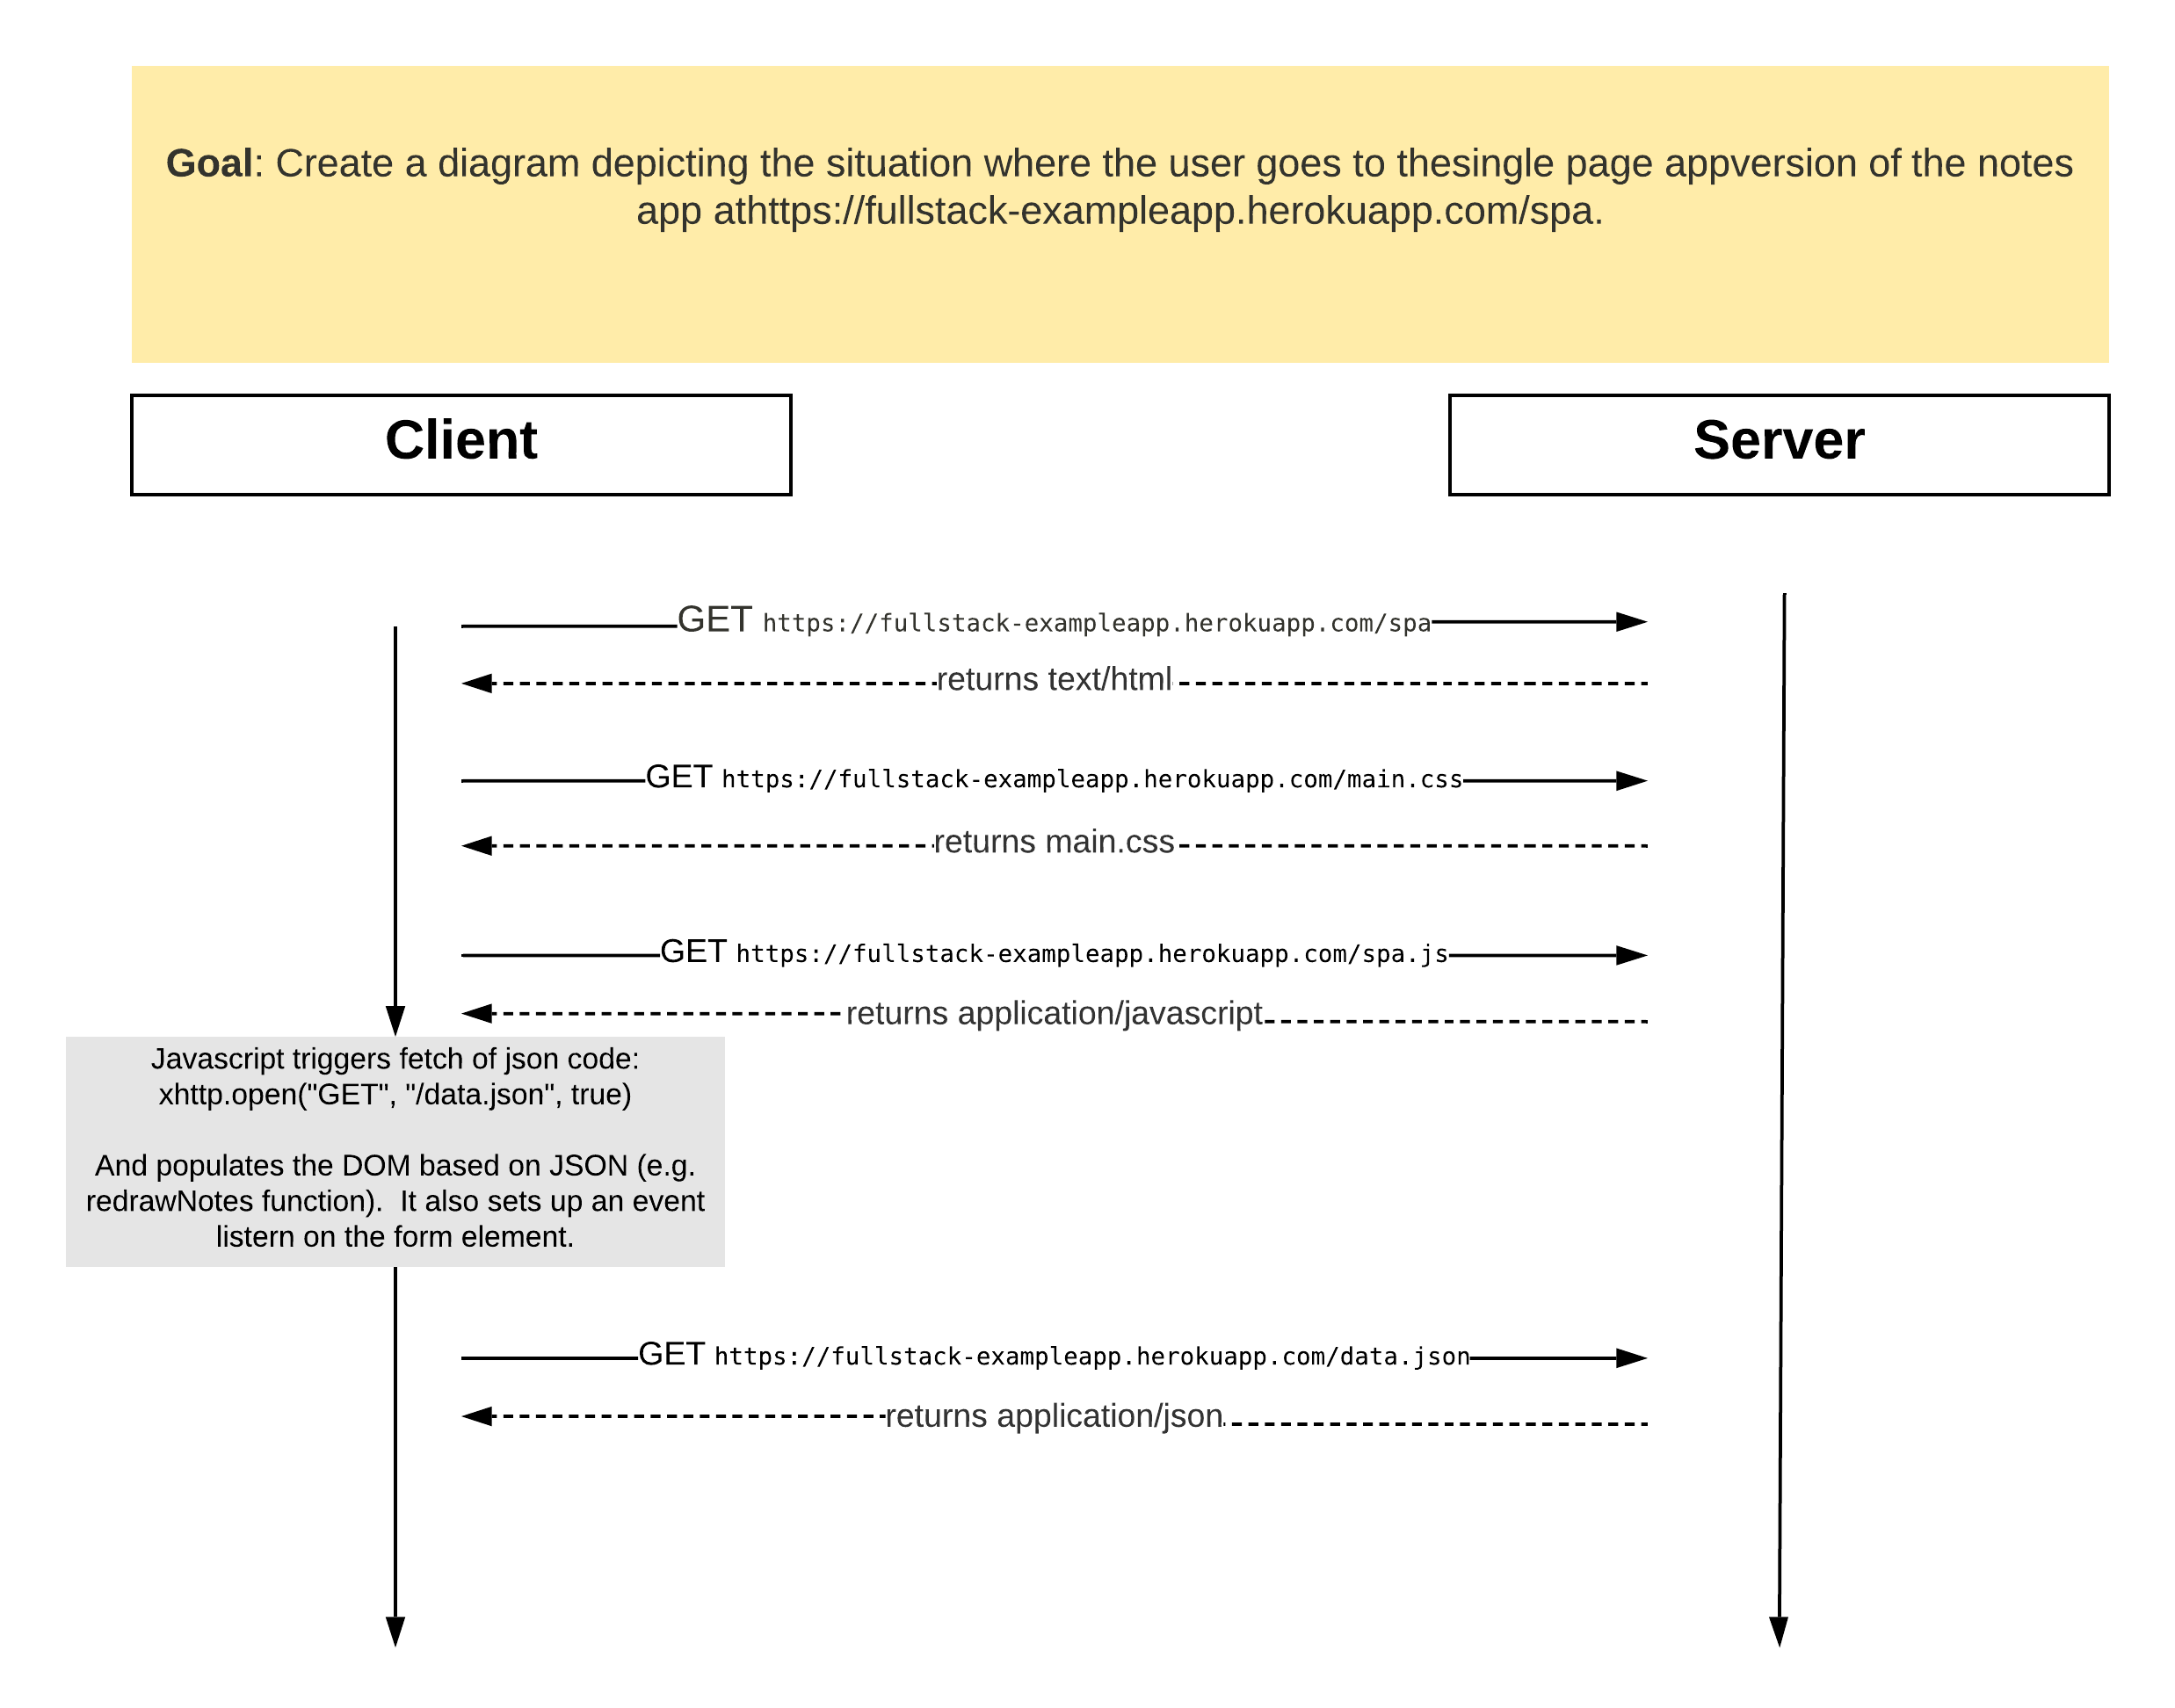 Goal: Create a diagram depicting the situation where the user goes to thesingle page appversion of the notes
app athttps://fullstack-exampleapp.herokuapp.com/spa.
Client
Server
GET https://fullstack-exampleapp.herokuapp.com/spa
returns text/html
GET https://fullstack-exampleapp.herokuapp.com/main.css
returns main.css
GET https://fullstack-exampleapp.herokuapp.com/spa.js
returns application/javascript
Javascript triggers fetch of json code:
xhttp.open("GET", "/data.json", true)
And populates the DOM based on JSON (e.g.
redrawNotes function).  It also sets up an event
listern on the form element.
GET https://fullstack-exampleapp.herokuapp.com/data.json
returns application/json